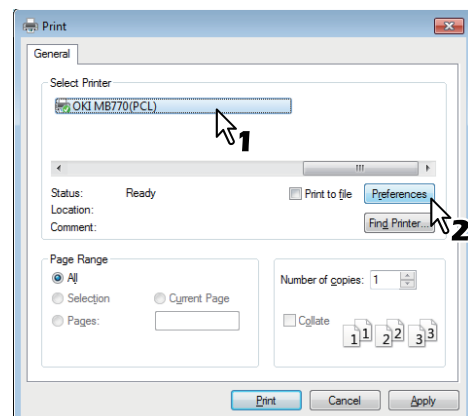 Print
General
Select Printer
OKI MB770(PCL)
1
Status: Ready
Print to file
Preferences
Location:
Comment:
Find Printer...
2
Page Range
All
Selection Current Page
Pages:
Number of copies: 1
Collate
1 1 2 2 3 3
Print Cancel Apply